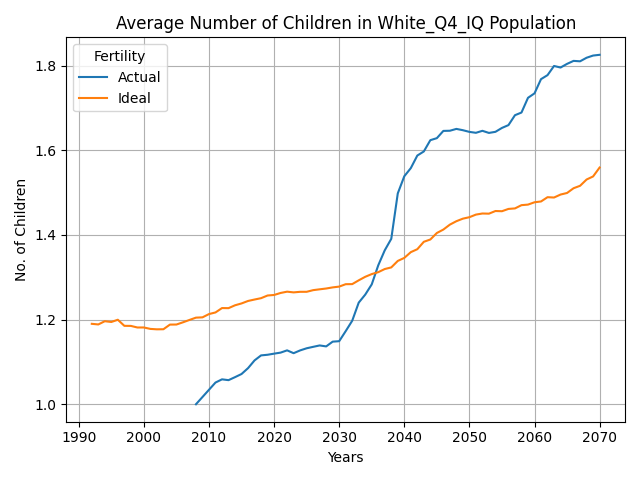 Average Number of Children in White_Q4_IQ Population
Fertility
Actual
Ideal
No. of Children
1.8
1.6
1.4
1.2
1.0
1990 2000 2010 2020 2030 2040 2050 2060 2070
Years